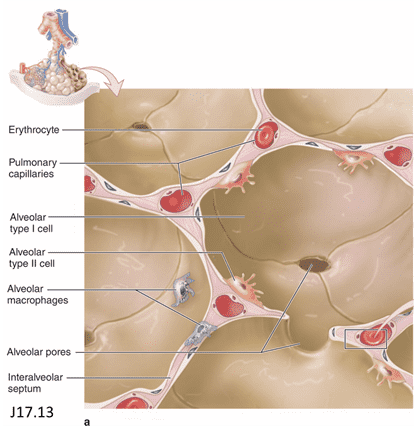 Erythrocyte
Pulmonary
capillaries
Alveolar
type I cell
Alveolar
type II cell
Alveolar
macrophages
Alveolar pores
Interalveolar
septum
J17.13
a